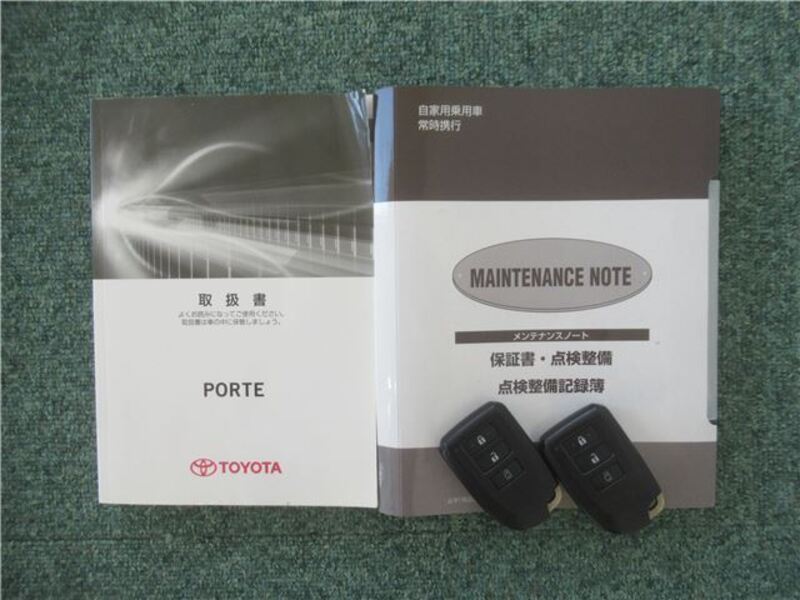 取扱書
よくお読みになってご使用ください。
取扱書は車の中に保管しましょう。
PORTE
TOYOTA
自家用乗用車
常時携行
MAINTENANCE NOTE
メンテナンスノート
保証書・点検整備
点検整備記録簿